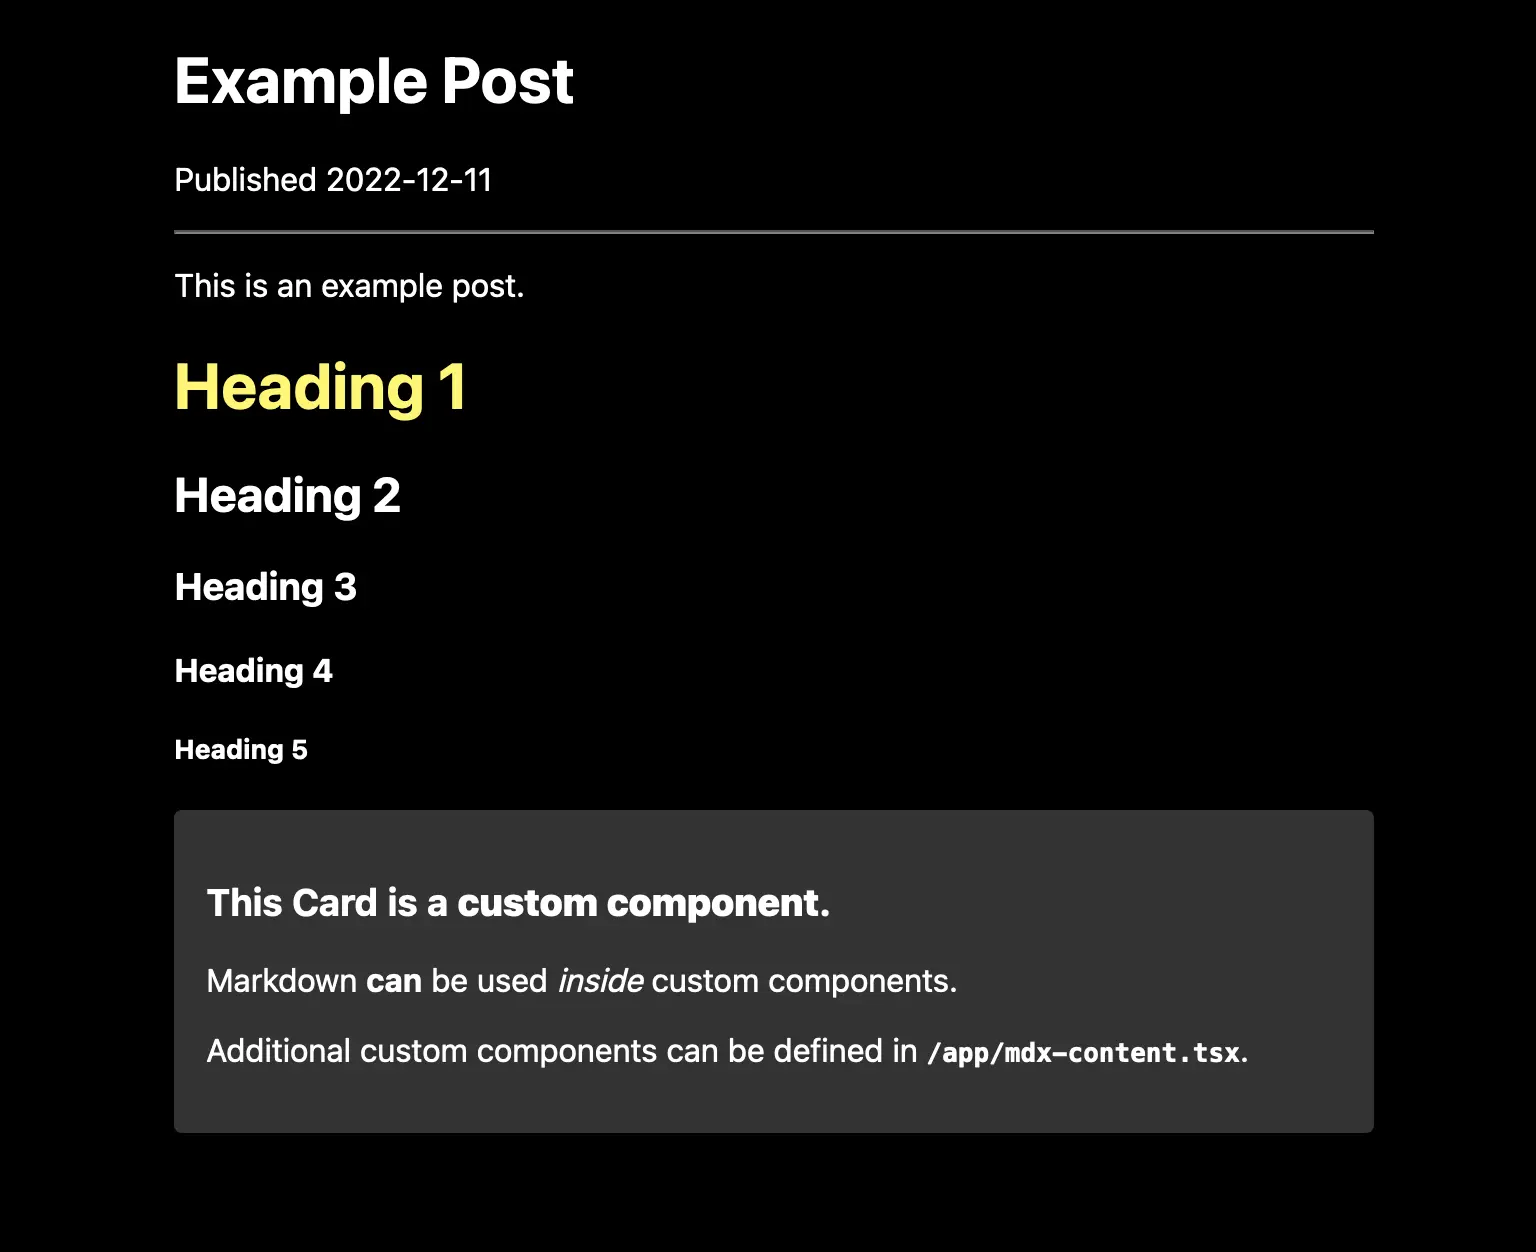 Example Post
Published 2022-12-11
This is an example post.
Heading 1
Heading 2
Heading 3
Heading 4
Heading 5
This Card is a custom component.
Markdown can be used inside custom components.
Additional custom components can be defined in /app/mdx-content.tsx.